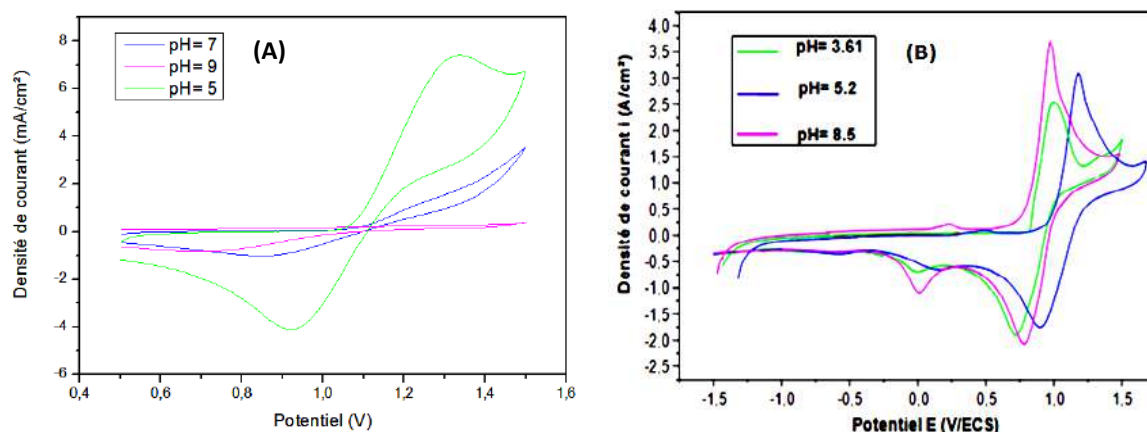 (A)
pH = 7
pH = 9
pH = 5
Densité de courant (mA/cm²)
8
6
4
2
0
-2
-4
-6
0,4 0,6 0,8 1,0 1,2 1,4 1,6
Potentiel (V)
(B)
pH= 3.61
pH= 5.2
pH= 8.5
Densité de courant i (A/cm²)
4.0
3.5
3.0
2.5
2.0
1.5
1.0
0.5
0.0
-0.5
-1.0
-1.5
-2.0
-2.5
-1.5 -1.0 -0.5 0.0 0.5 1.0 1.5
Potentiel E (V/ECS)